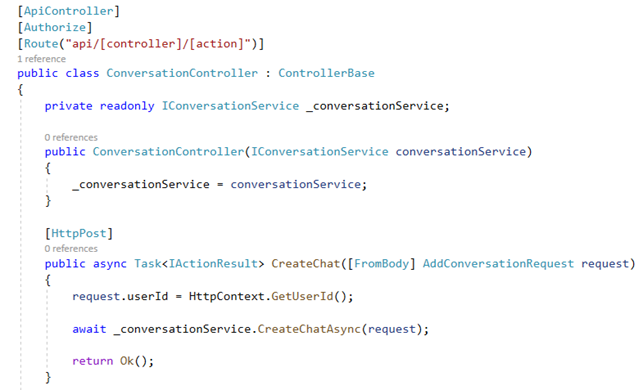 [ApiController]
[Authorize]
[Route("api/[controller]/[action]")]
1 reference
public class ConversationController : ControllerBase
{
private readonly IConversationService _conversationService;
0 references
public ConversationController(IConversationService conversationService)
{
_conversationService = conversationService;
}
[HttpPost]
0 references
public async Task<IActionResult> CreateChat([FromBody] AddConversationRequest request)
{
request.userId = HttpContext.GetUserId();
await _conversationService.CreateChatAsync(request);
return Ok();
}